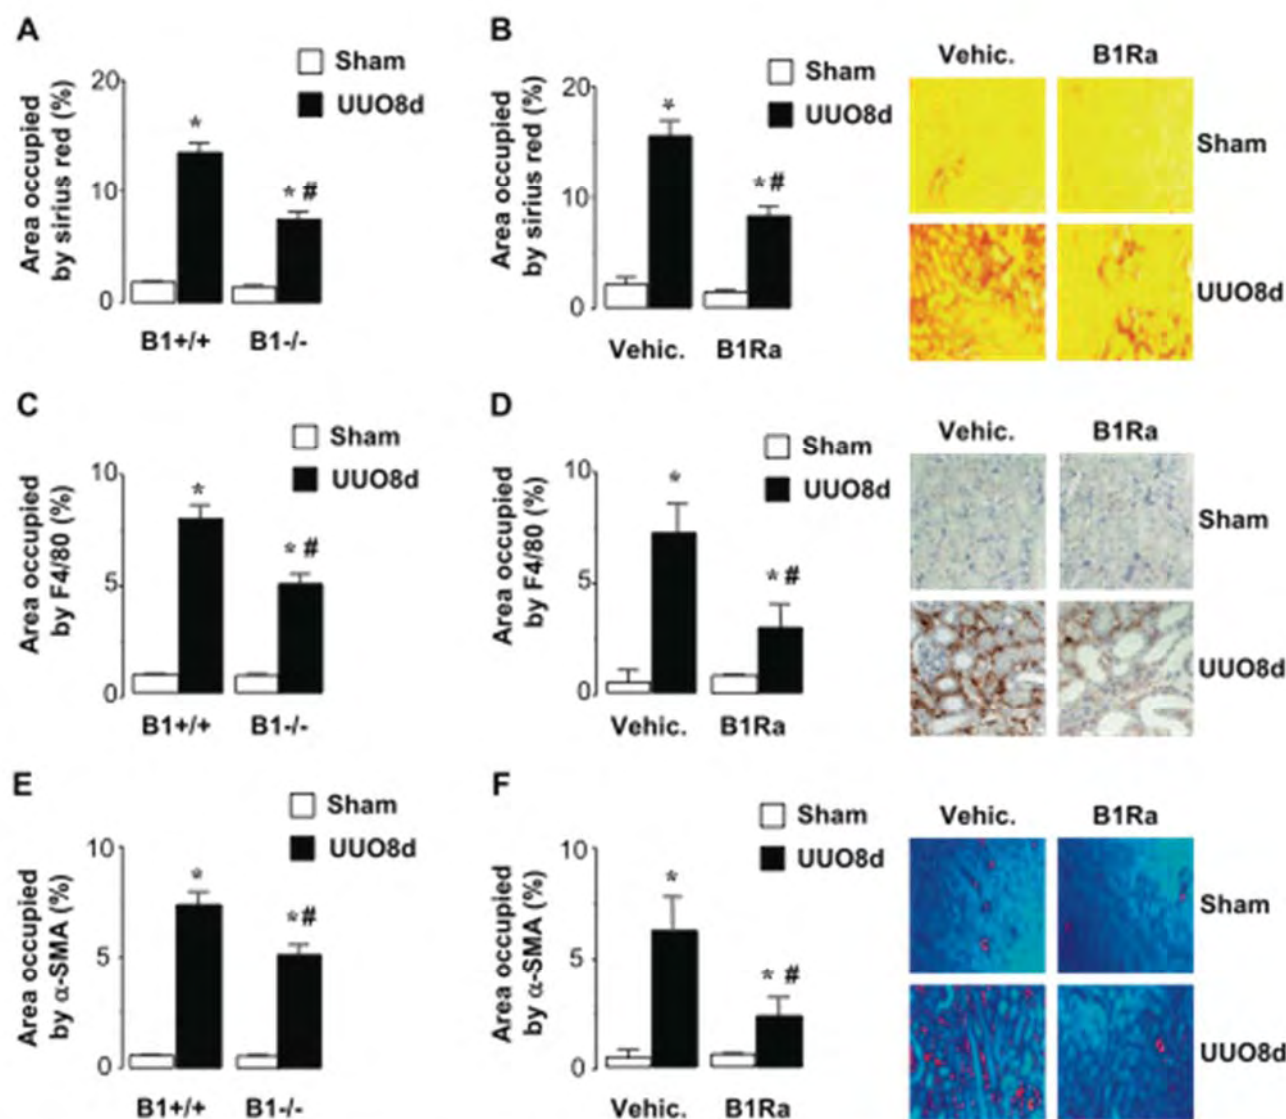 A
Sham
UUO8d
Area occupied
by sirius red (%)
20
10
0
*
* #
B1+/+ B1-/-
B
Sham
UUO8d
Area occupied
by sirius red (%)
20
10
0
*
*#
Vehic. B1Ra
Vehic. B1Ra
Sham
UUO8d
C
Sham
UUO8d
Area occupied
by F4/80 (%)
10
5
0
*
* #
B1+/+ B1-/-
D
Sham
UUO8d
Area occupied
by F4/80 (%)
10
5
0
*
*#
Vehic. B1Ra
Vehic. B1Ra
Sham
UUO8d
E
Sham
UUO8d
Area occupied
by α-SMA (%)
10
5
0
*
*#
B1+/+ B1-/-
F
Sham
UUO8d
Area occupied
by α-SMA (%)
10
5
0
*
* #
Vehic. B1Ra
Vehic. B1Ra
Sham
UUO8d